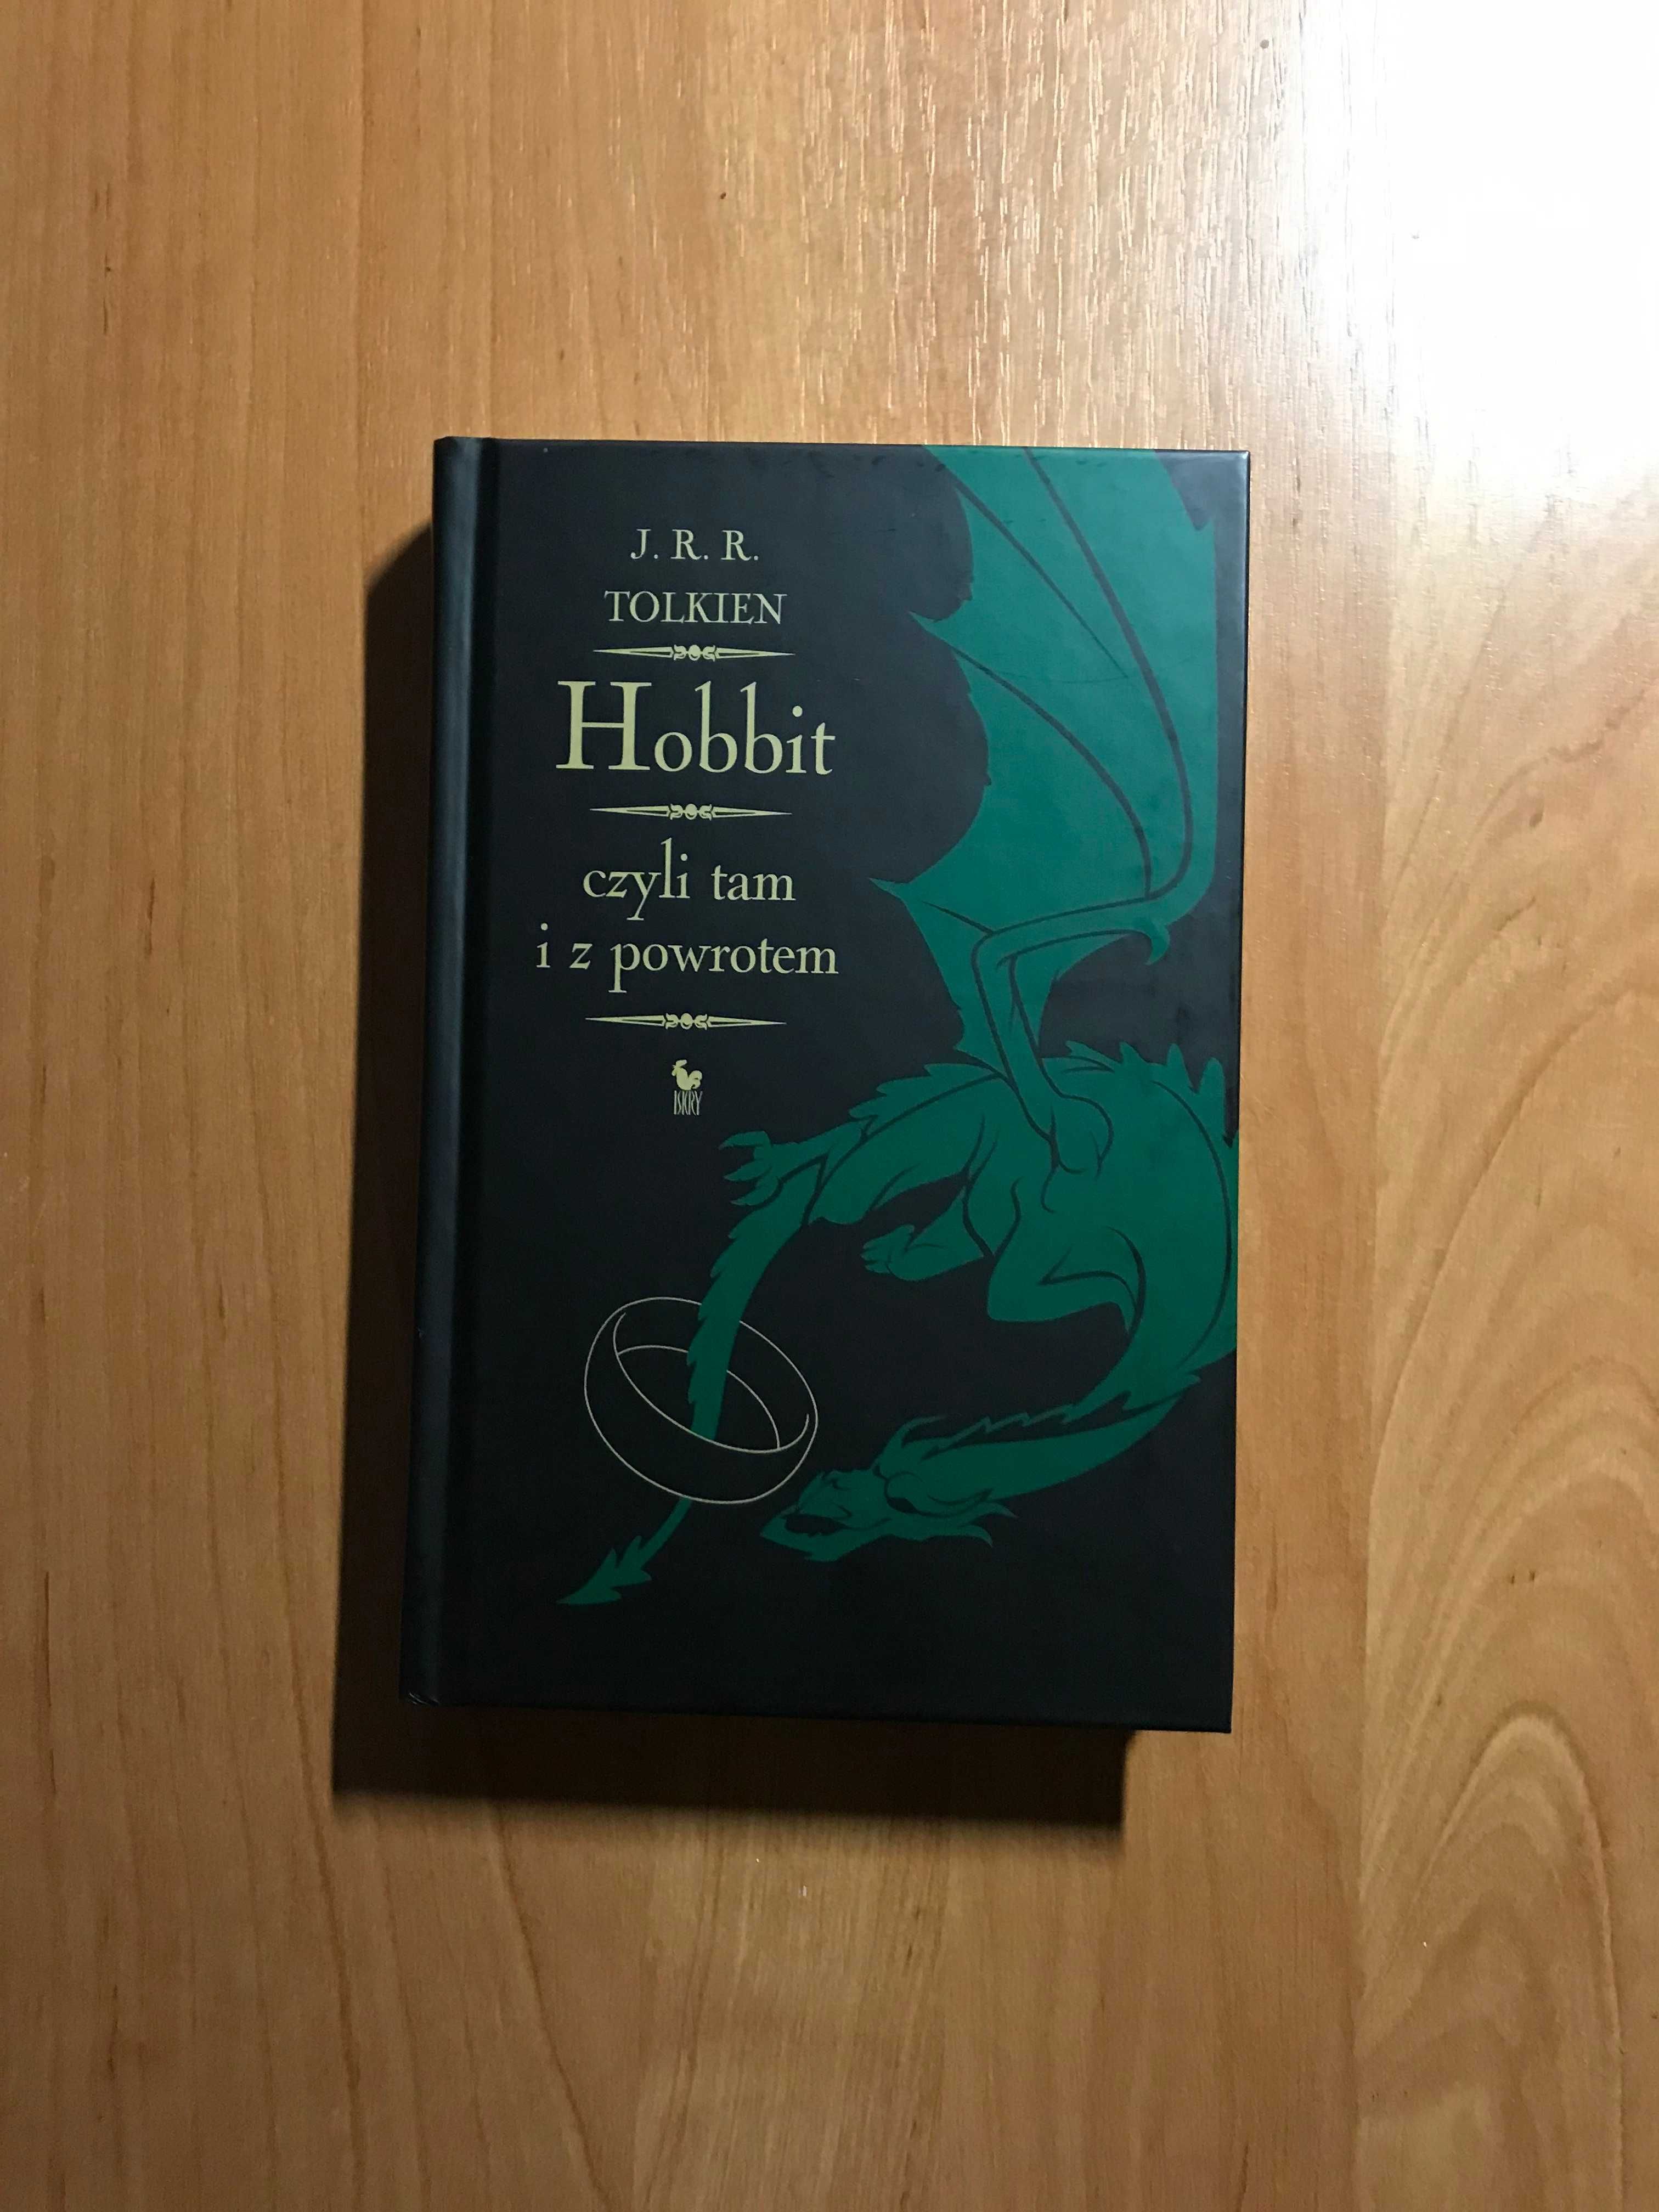 J. R. R.
TOLKIEN
Hobbit
czyli tam
i z powrotem
ISKRY